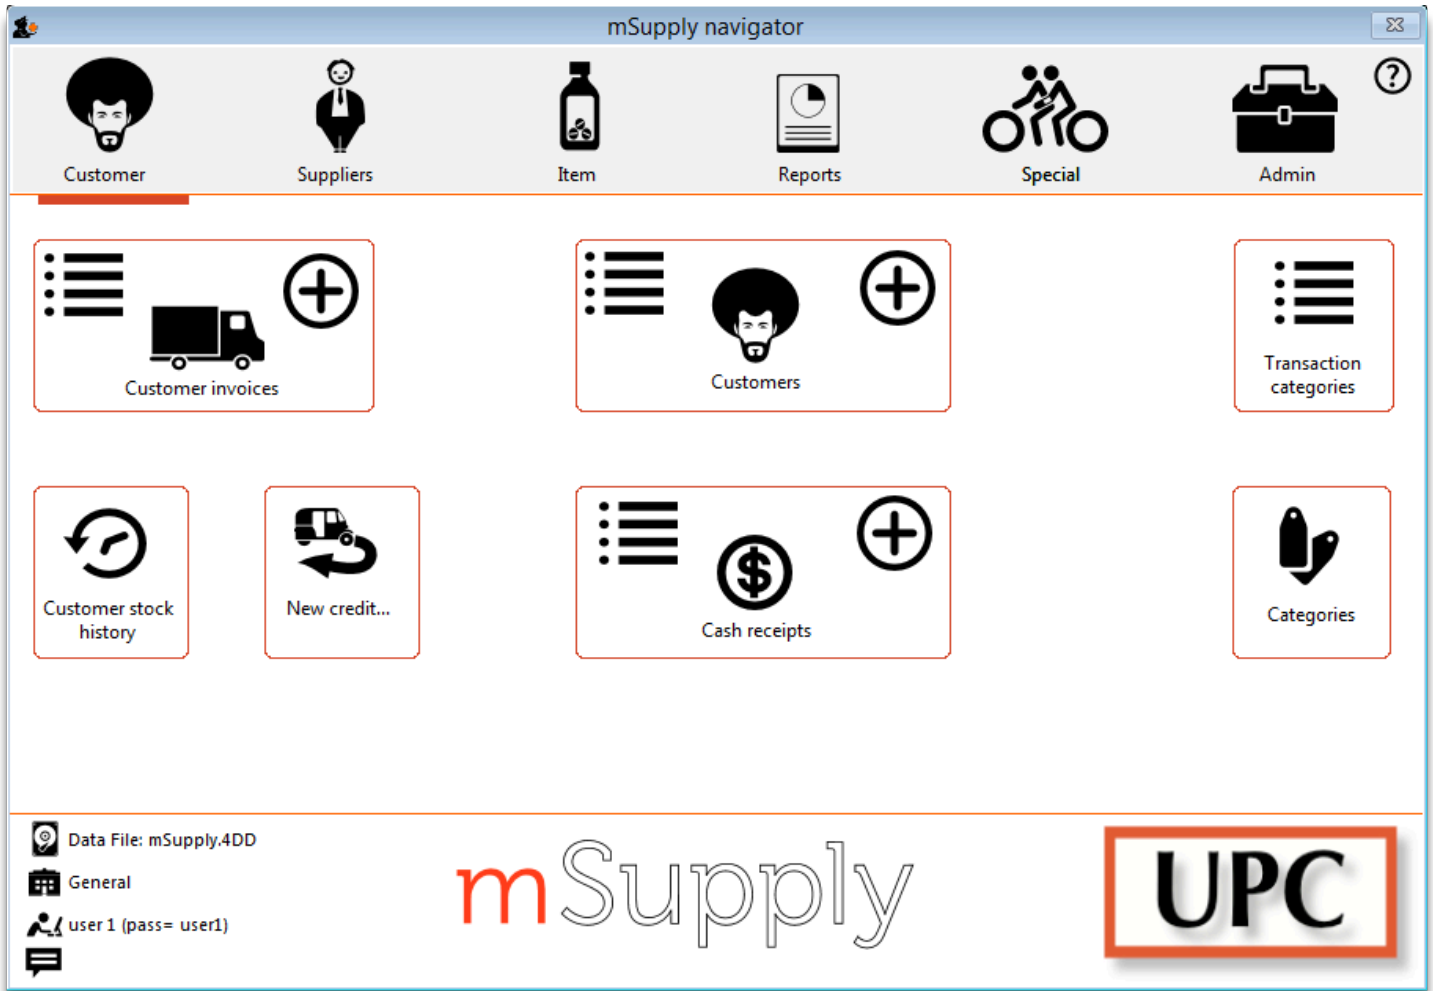 mSupply navigator
Customer
Suppliers
Item
Reports
Special
Admin
?
Customer invoices
Customers
Transaction
categories
Customer stock
history
New credit...
$
Cash receipts
Categories
Data File: mSupply.4DD
General
user 1 (pass= user1)
mSupply
UPC